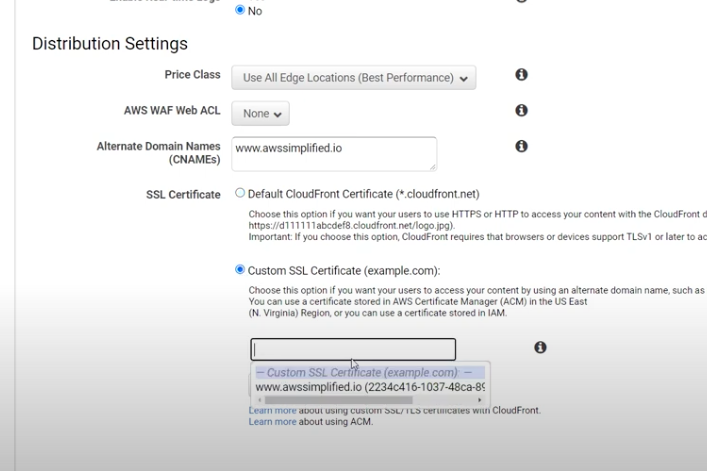 No
Distribution Settings
Price Class
Use All Edge Locations (Best Performance)
AWS WAF Web ACL
None
Alternate Domain Names
(CNAMEs)
www.awssimplified.io
SSL Certificate
Default CloudFront Certificate (*.cloudfront.net)
Choose this option if you want your users to use HTTPS or HTTP to access your content with the CloudFront d
https://d111111abcdef8.cloudfront.net/logo.jpg).
Important: If you choose this option, CloudFront requires that browsers or devices support TLSv1 or later to ac
Custom SSL Certificate (example.com):
Choose this option if you want your users to access your content by using an alternate domain name, such as
You can use a certificate stored in AWS Certificate Manager (ACM) in the US East
(N. Virginia) Region, or you can use a certificate stored in IAM.
— Custom SSL Certificate (example.com): —
www.awssimplified.io (2234c416-1037-48ca-89
Learn more about using custom SSL/TLS certificates with CloudFront.
Learn more about using ACM.